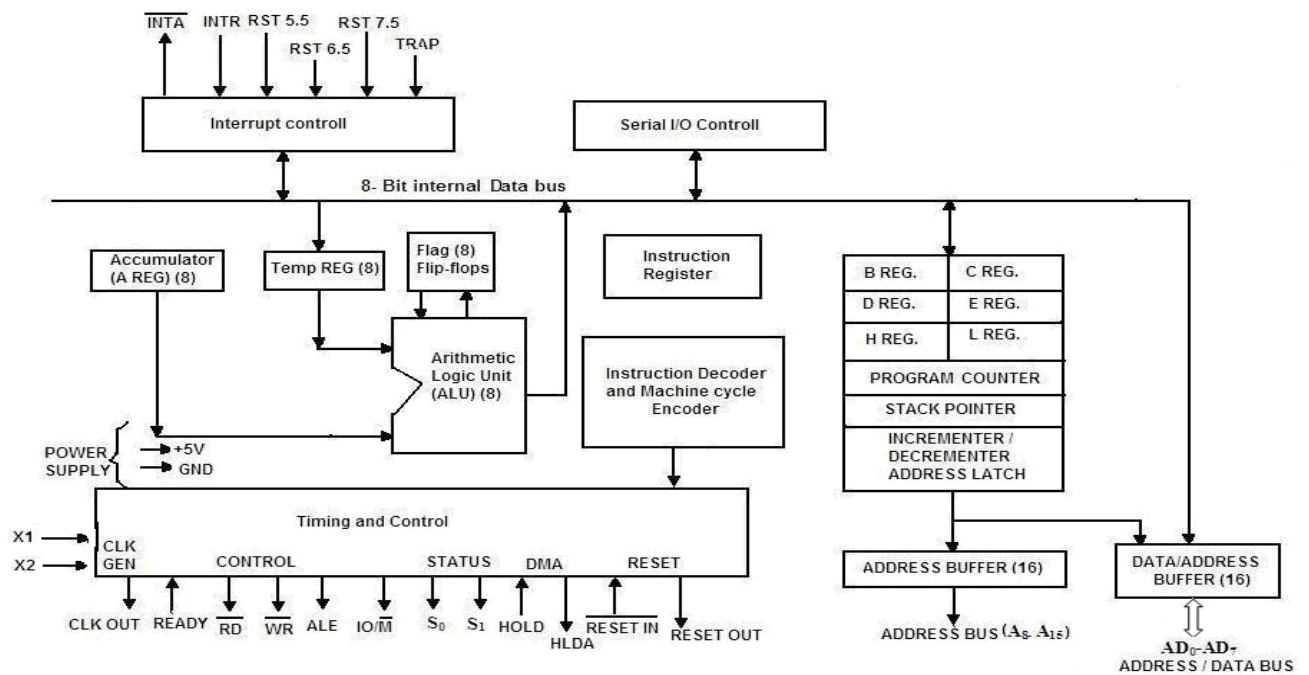 INTA INTR RST 5.5 RST 7.5
RST 6.5 TRAP
Interrupt controll
Serial I/O Controll
8- Bit internal Data bus
Accumulator
(A REG) (8)
Temp REG (8)
Flag (8)
Flip-flops
Instruction
Register
B REG. C REG.
D REG. E REG.
H REG. L REG.
PROGRAM COUNTER
STACK POINTER
INCREMENTER /
DECREMENTER
ADDRESS LATCH
Arithmetic
Logic Unit
(ALU) (8)
Instruction Decoder
and Machine cycle
Encoder
POWER
SUPPLY
+5V
GND
Timing and Control
X1
X2
CLK
GEN
CONTROL STATUS DMA RESET
CLK OUT READY RD WR ALE IO/M S₀ S₁ HOLD HLDA RESET IN RESET OUT
ADDRESS BUFFER (16)
DATA/ADDRESS
BUFFER (16)
ADDRESS BUS (A₈- A₁₅)
AD₀-AD₇
ADDRESS / DATA BUS